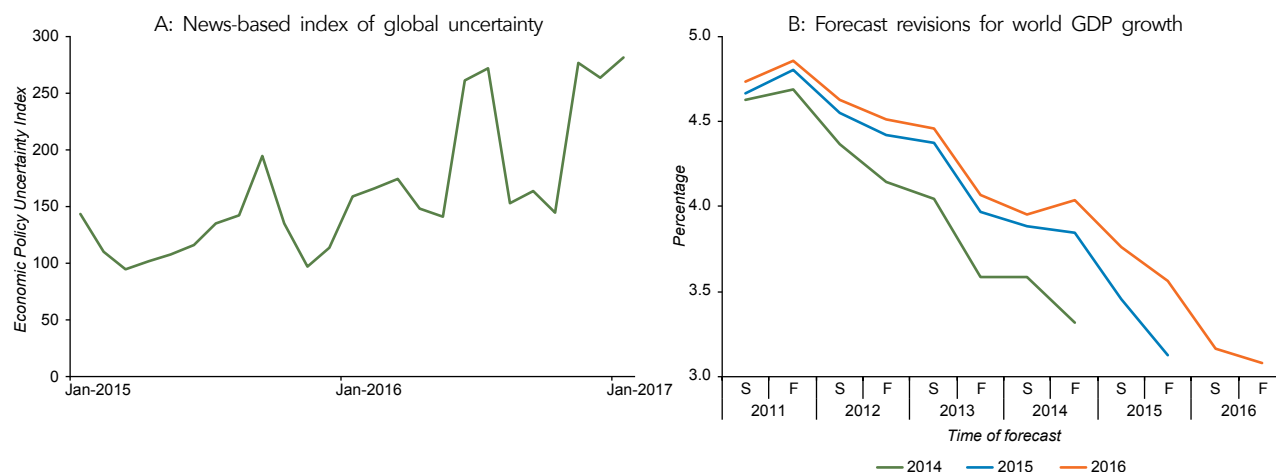 A: News-based index of global uncertainty
Economic Policy Uncertainty Index
300
250
200
150
100
50
0
Jan-2015 Jan-2016 Jan-2017
B: Forecast revisions for world GDP growth
Percentage
5.0
4.5
4.0
3.5
3.0
S F S F S F S F S F S F
2011 2012 2013 2014 2015 2016
Time of forecast
2014 2015 2016